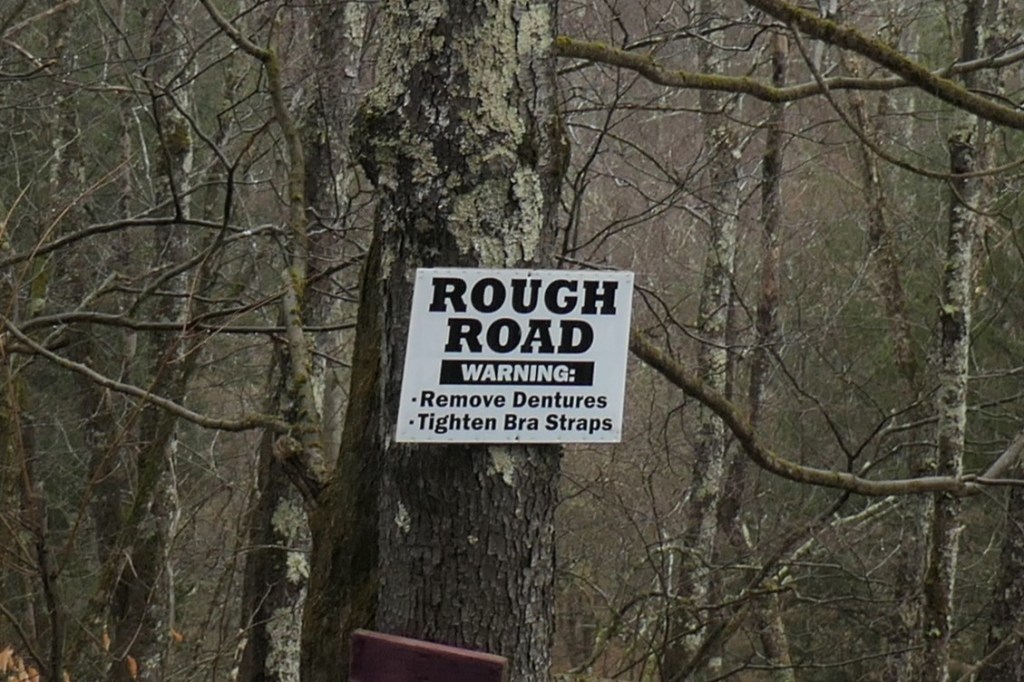 ROUGH
ROAD
WARNING:
· Remove Dentures
· Tighten Bra Straps